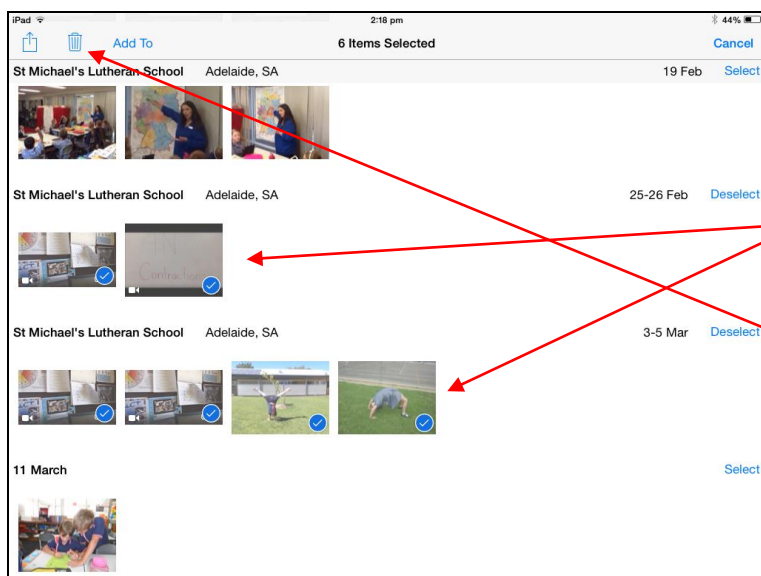 iPad 2:18 pm 44%
Add To 6 Items Selected Cancel
St Michael's Lutheran School Adelaide, SA 19 Feb Select
St Michael's Lutheran School Adelaide, SA 25-26 Feb Deselect
Contractions
St Michael's Lutheran School Adelaide, SA 3-5 Mar Deselect
11 March Select